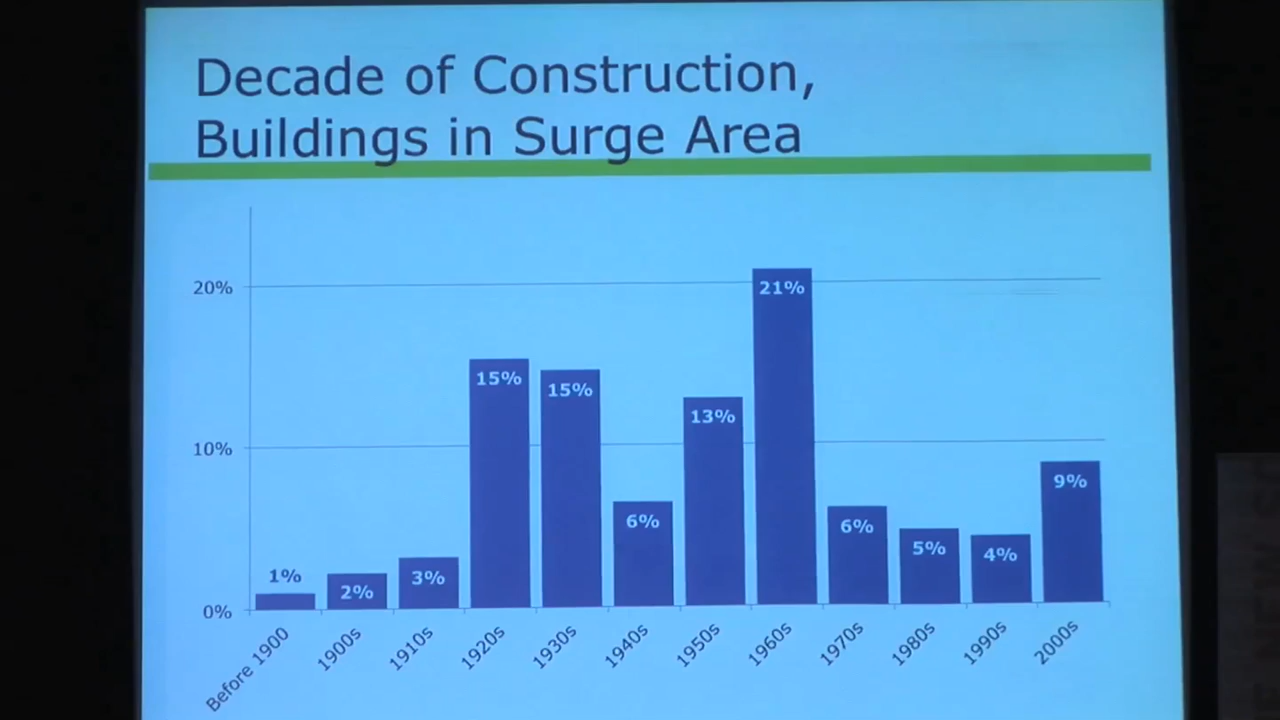 Decade of Construction,
Buildings in Surge Area
20%
10%
0%
1%
2%
3%
15%
15%
6%
13%
21%
6%
5%
4%
9%
Before 1900
1900s
1910s
1920s
1930s
1940s
1950s
1960s
1970s
1980s
1990s
2000s